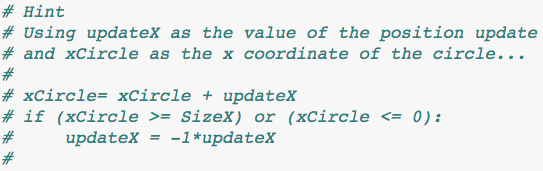 # Hint
# Using updateX as the value of the position update
# and xCircle as the x coordinate of the circle...
#
# xCircle= xCircle + updateX
# if (xCircle >= SizeX) or (xCircle <= 0):
#     updateX = -1*updateX
#